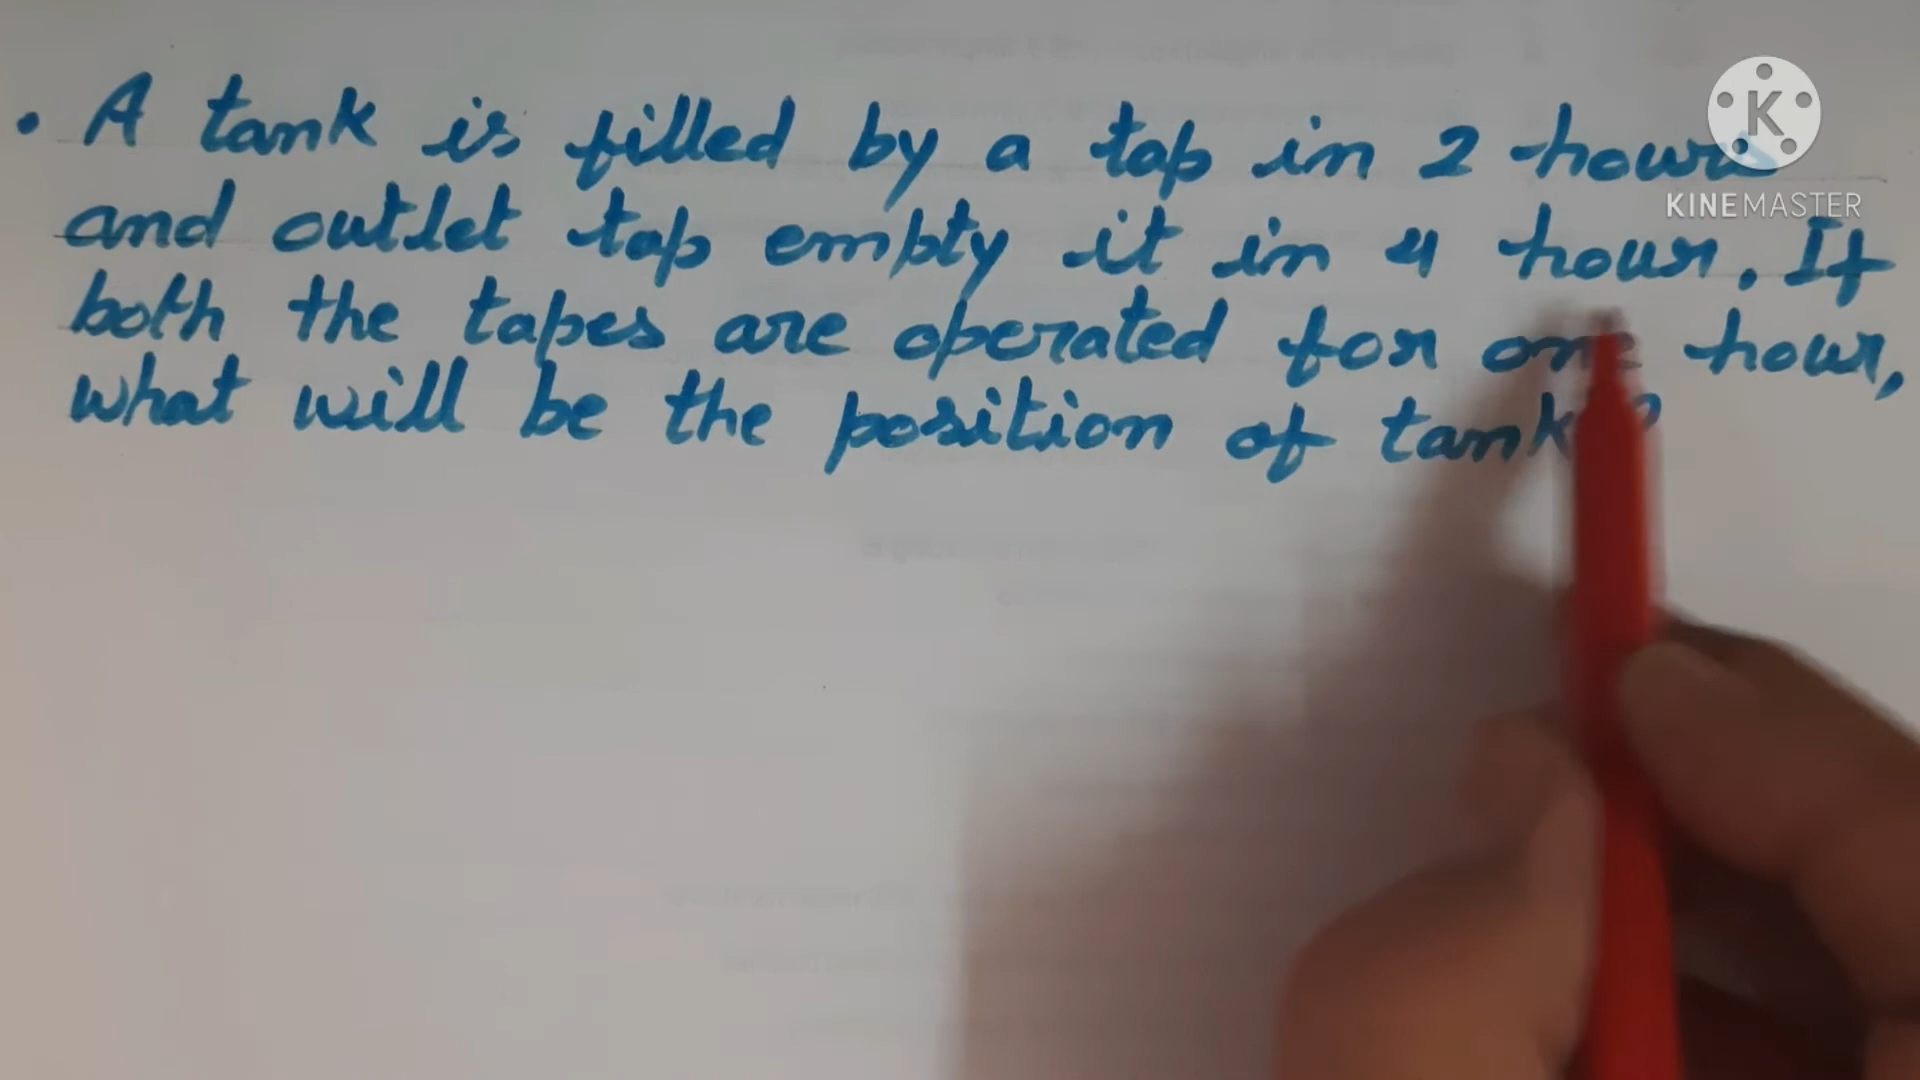 . A tank is filled by a tap in 2 hours
and outlet tap empty it in 4 hour. If
both the tapes are operated for one hour,
what will be the position of tank?
K
KINEMASTER